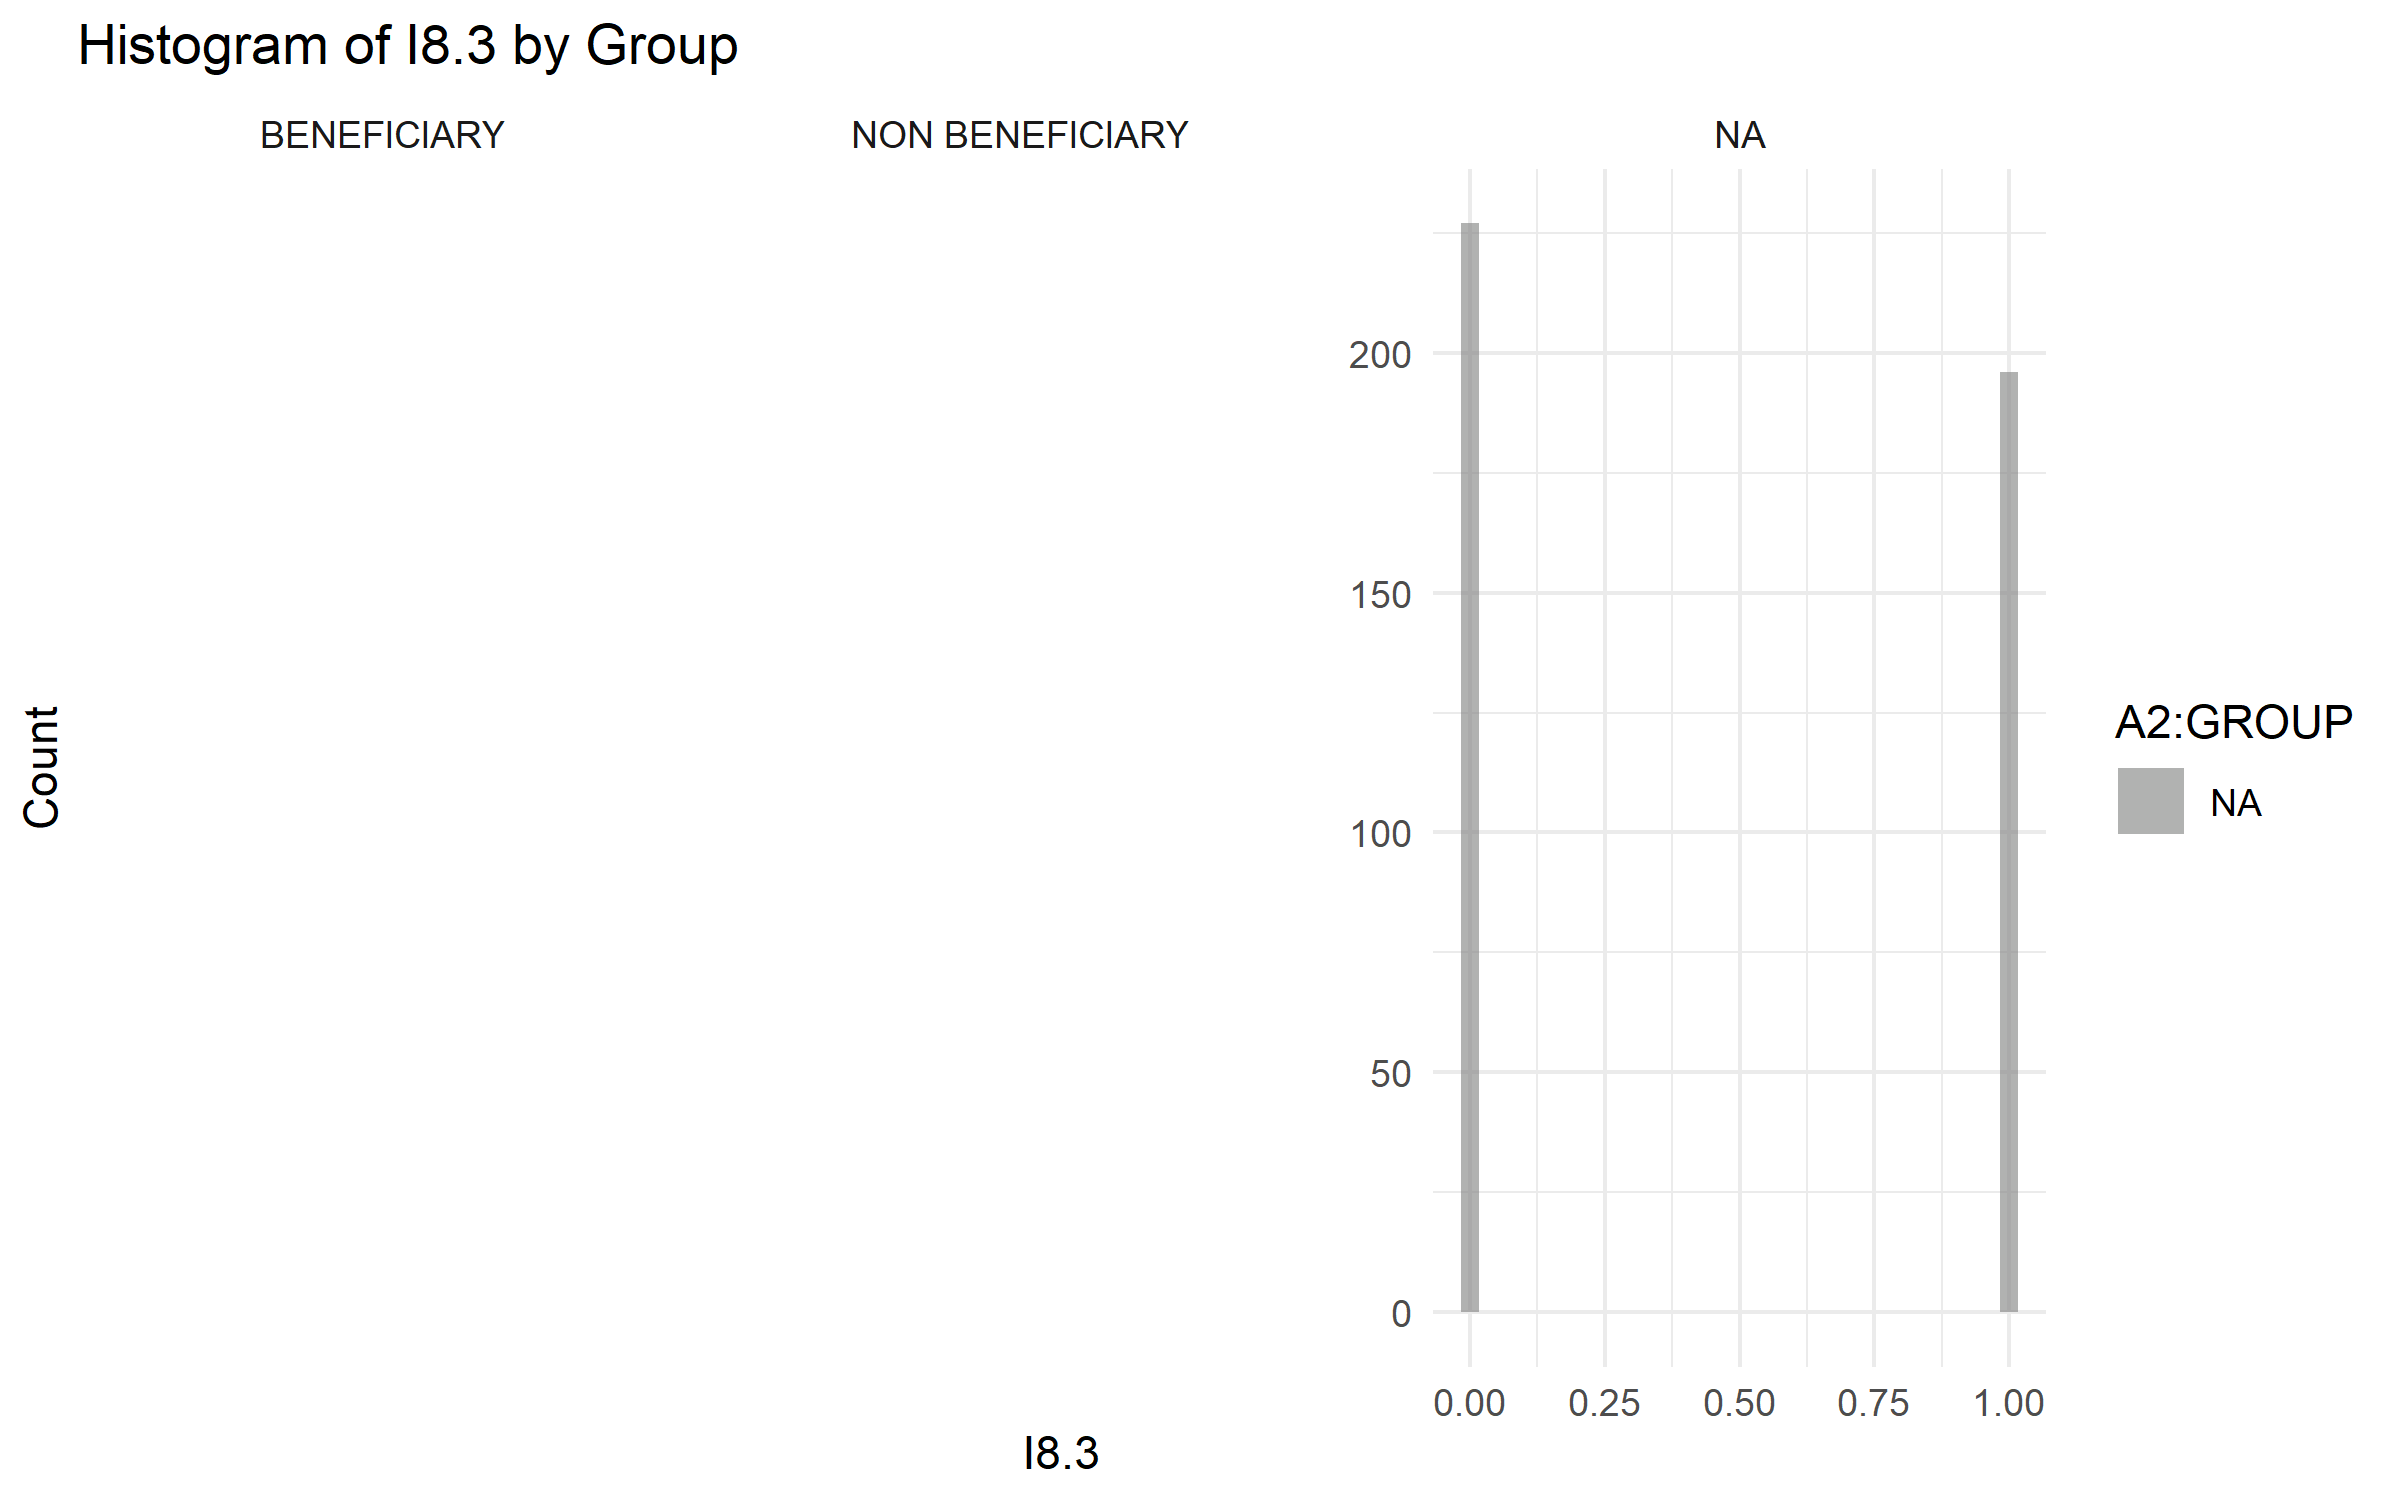 Histogram of I8.3 by Group
BENEFICIARY
NON BENEFICIARY
NA
Count
200
150
100
50
0
0.00 0.25 0.50 0.75 1.00
I8.3
A2:GROUP
NA